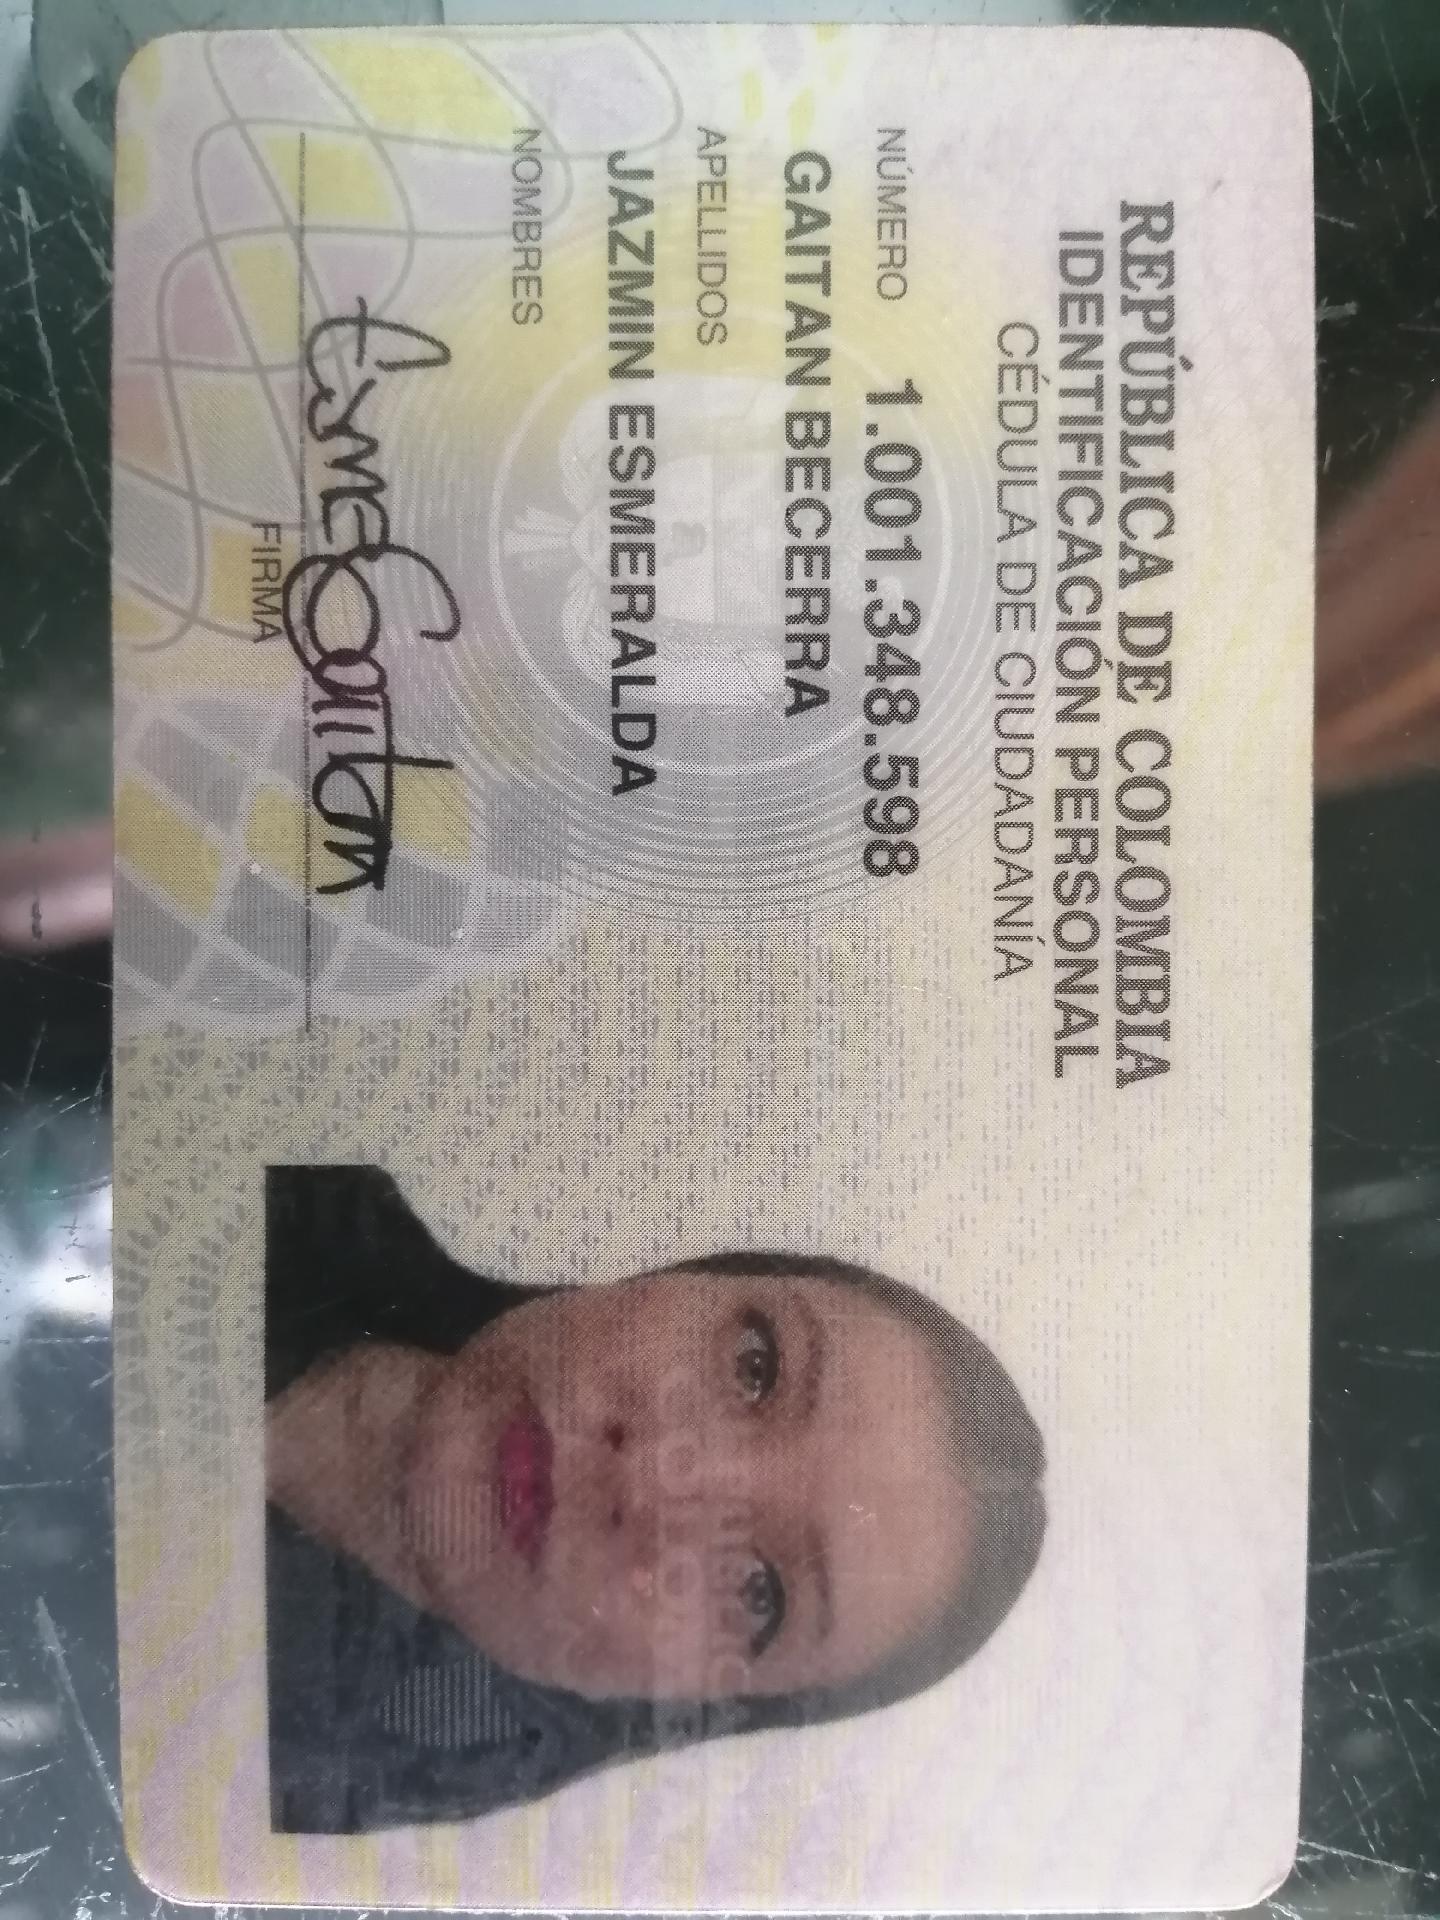 REPÚBLICA DE COLOMBIA
IDENTIFICACIÓN PERSONAL
CÉDULA DE CIUDADANÍA
NÚMERO 1.001.348.598
GAITAN BECERRA
APELLIDOS
JAZMIN ESMERALDA
NOMBRES
Esme Gaitan
FIRMA